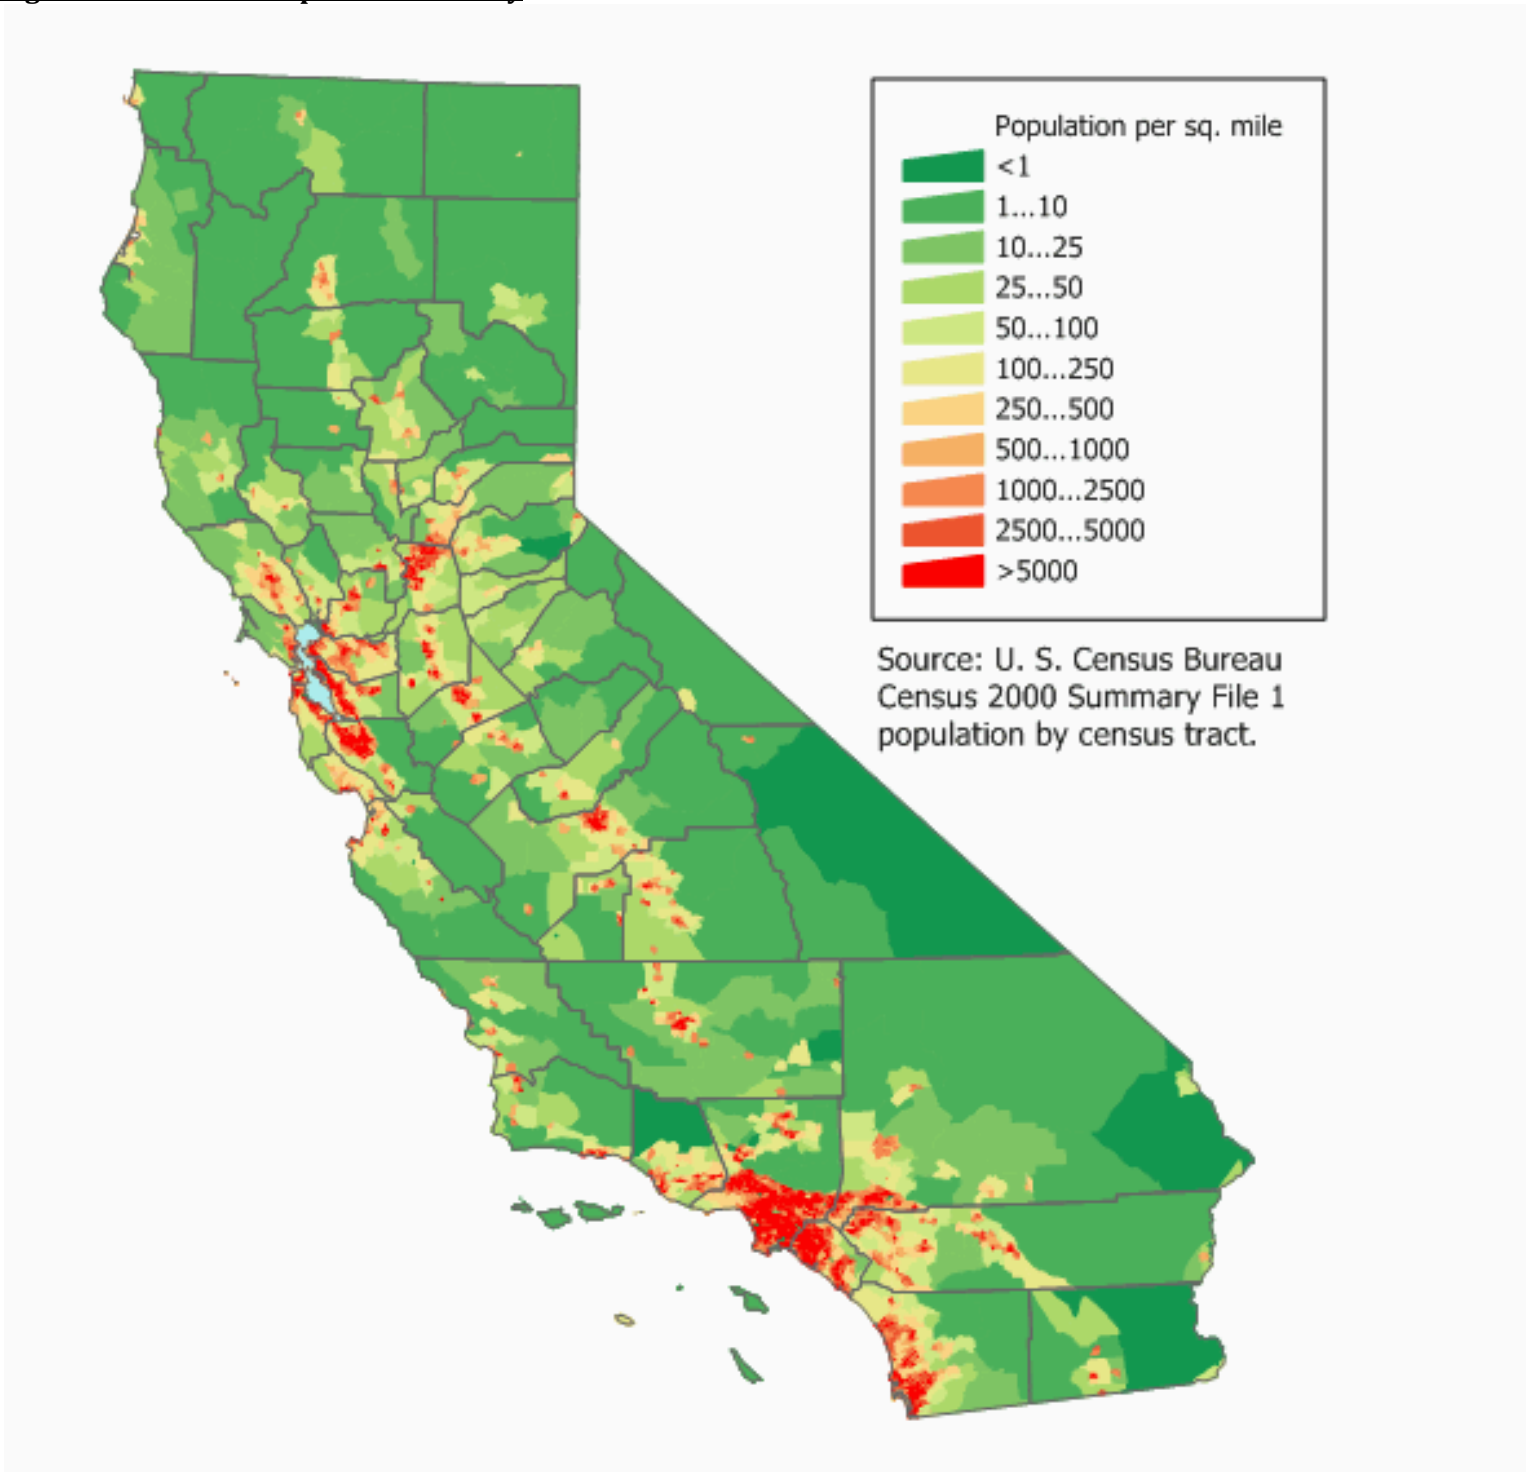 Population per sq. mile
<1
1...10
10...25
25...50
50...100
100...250
250...500
500...1000
1000...2500
2500...5000
>5000
Source: U. S. Census Bureau
Census 2000 Summary File 1
population by census tract.